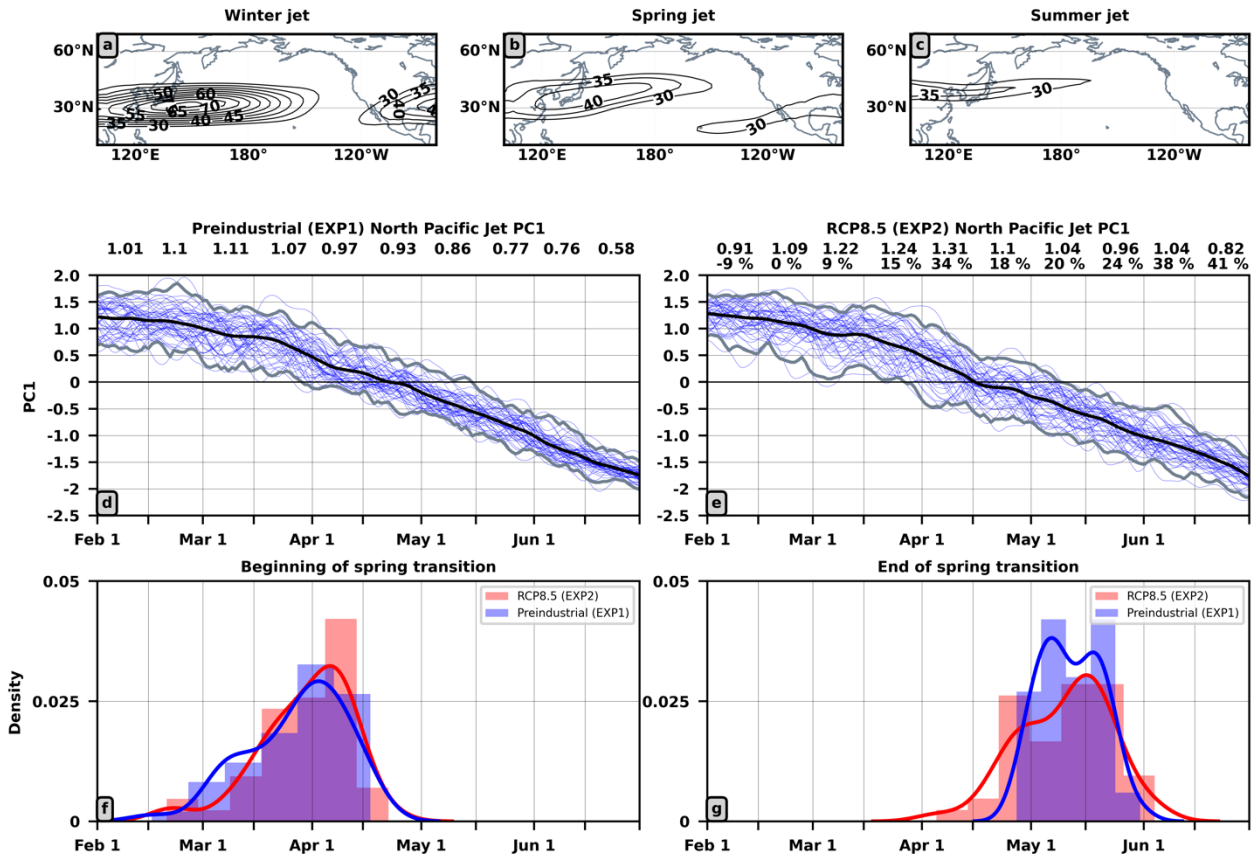 Winter jet
Spring jet
Summer jet
a
60°N
30°N
50
60
70
65
55
35
30
40
45
30
35
40
120°E
180°
120°W
b
60°N
30°N
35
40
30
30
120°E
180°
120°W
c
60°N
30°N
35
30
120°E
180°
120°W
Preindustrial (EXP1) North Pacific Jet PC1
1.01 1.1 1.11 1.07 0.97 0.93 0.86 0.77 0.76 0.58
RCP8.5 (EXP2) North Pacific Jet PC1
0.91 1.09 1.22 1.24 1.31 1.1 1.04 0.96 1.04 0.82
-9 % 0 % 9 % 15 % 34 % 18 % 20 % 24 % 38 % 41 %
PC1
2.0
1.5
1.0
0.5
0
-0.5
-1.0
-1.5
-2
-2.5
d
Feb 1 Mar 1 Apr 1 May 1 Jun 1
2.0
1.5
1.0
0.5
0
-0.5
-1.0
-1.5
-2
-2.5
e
Feb 1 Mar 1 Apr 1 May 1 Jun 1
Beginning of spring transition
RCP8.5 (EXP2)
Preindustrial (EXP1)
Density
0.05
0.025
0
f
Feb 1 Mar 1 Apr 1 May 1 Jun 1
End of spring transition
RCP8.5 (EXP2)
Preindustrial (EXP1)
0.05
0.025
0
g
Feb 1 Mar 1 Apr 1 May 1 Jun 1